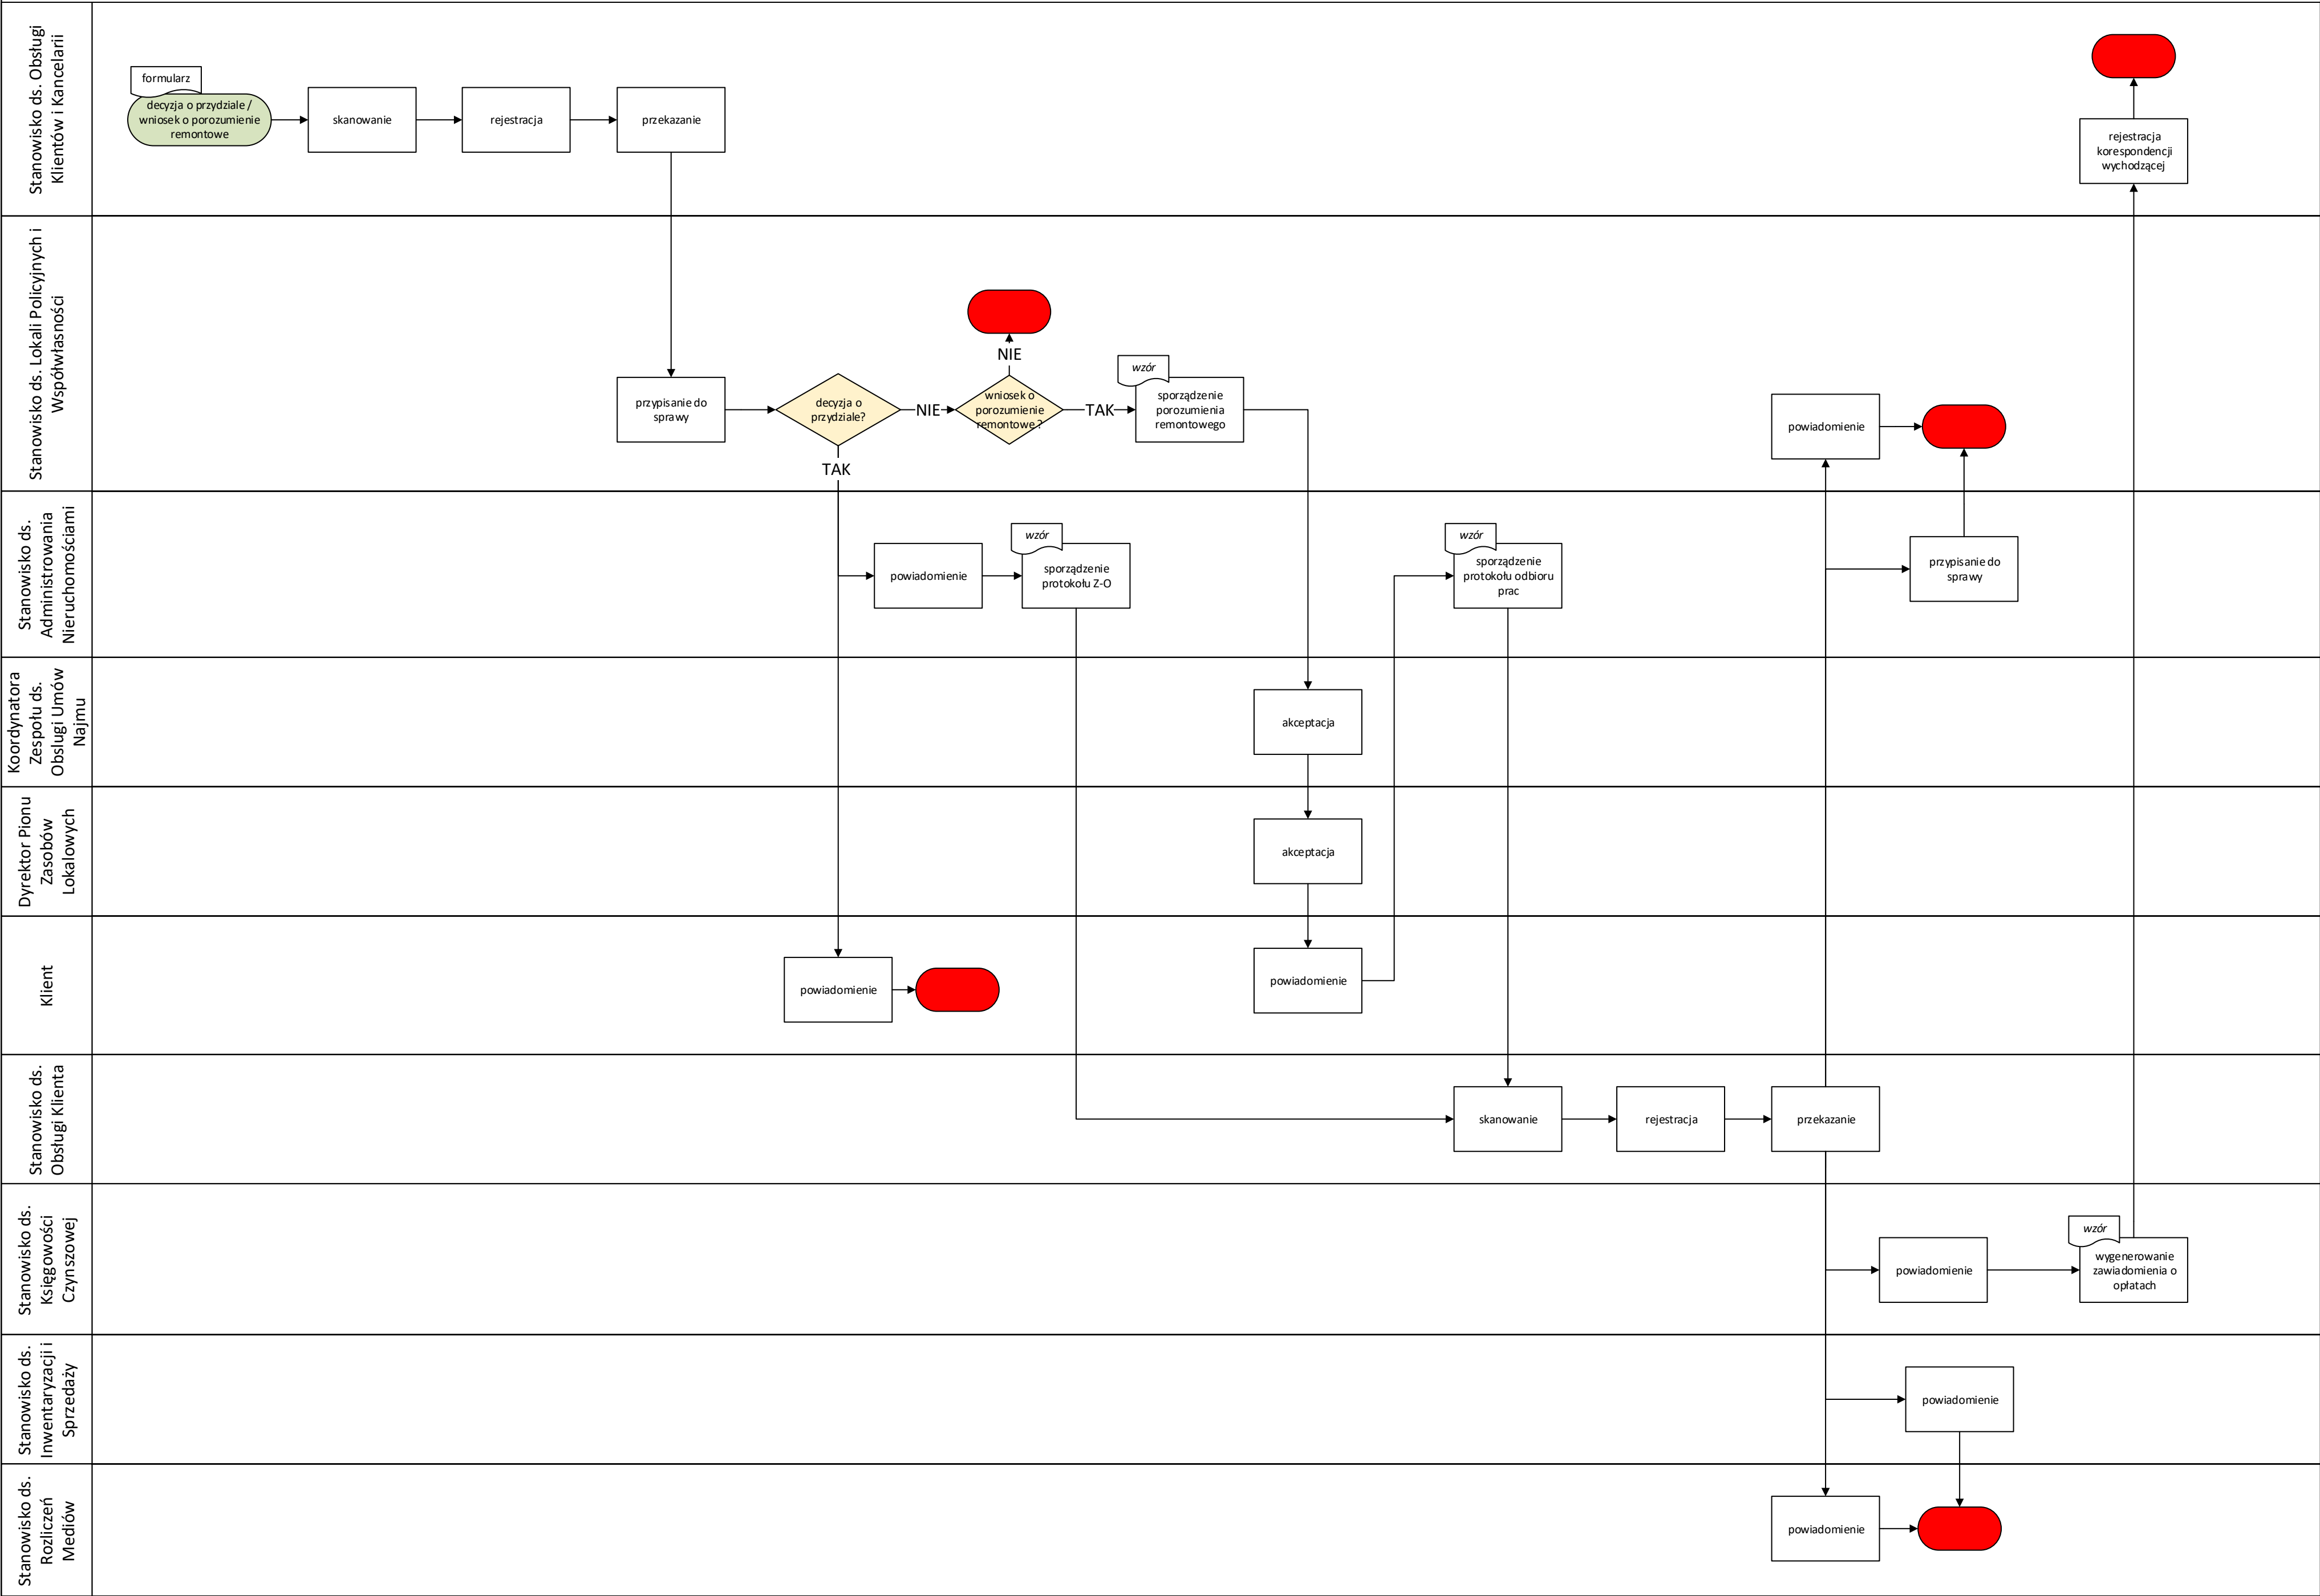 Stanowisko ds. Obsługi
Klientów i Kancelarii
formularz
decyzja o przydziale /
wniosek o porozumienie
remontowe
skanowanie
rejestracja
przekazanie
rejestracja
korespondencji
wychodzącej
Stanowisko ds. Lokali Policyjnych i
Współwłasności
przypisanie do
sprawy
decyzja o
przydziale?
TAK
NIE
wniosek o
porozumienie
remontowe ?
NIE
TAK
wzór
sporządzenie
porozumienia
remontowego
powiadomienie
Stanowisko ds.
Administrowania
Nieruchomościami
powiadomienie
wzór
sporządzenie
protokołu Z-O
wzór
sporządzenie
protokołu odbioru
prac
przypisanie do
sprawy
Koordynatora
Zespołu ds.
Obslugi Umów
Najmu
akceptacja
Dyrektor Pionu
Zasobów
Lokalowych
akceptacja
Klient
powiadomienie
powiadomienie
Stanowisko ds.
Obsługi Klienta
skanowanie
rejestracja
przekazanie
Stanowisko ds.
Księgowości
Czynszowej
powiadomienie
wzór
wygenerowanie
zawiadomienia o
opłatach
Stanowisko ds.
Inwentaryzacji i
Sprzedaży
powiadomienie
Stanowisko ds.
Rozliczeń
Mediów
powiadomienie